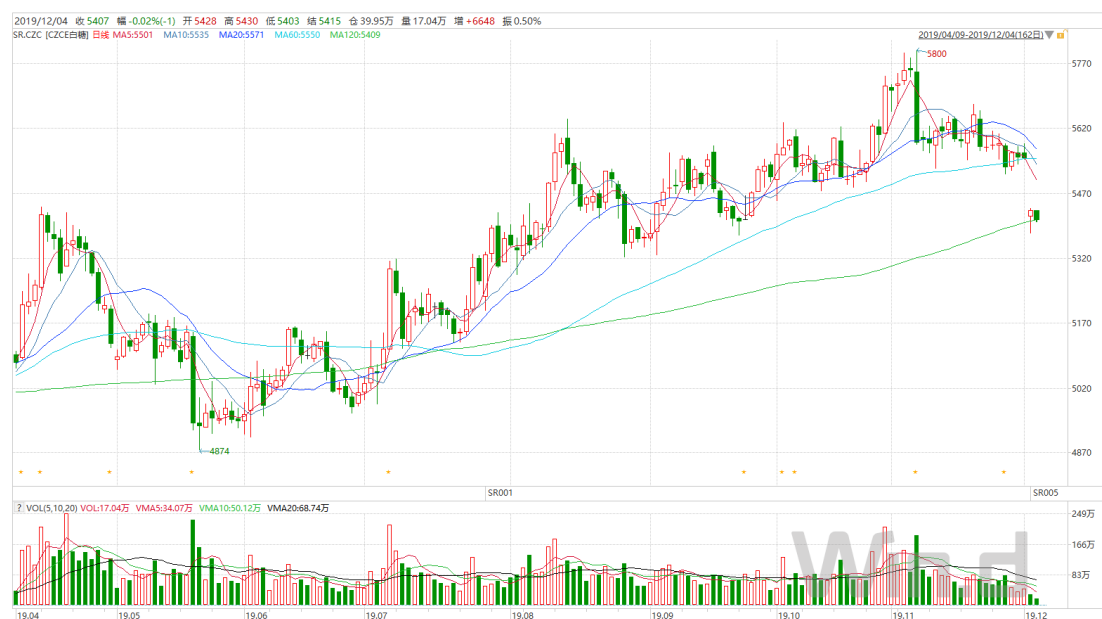 2019/12/04 收 5407 幅 -0.02%(-1) 开 5428 高 5430 低 5403 结 5415 仓 39.95万 量 17.04万 增 +6648 振 0.50%
SR.CZC [CZCE白糖] 日线 MA5:5501 MA10:5535 MA20:5571 MA60:5550 MA120:5409 2019/04/09-2019/12/04(162日)
5800
5770
5620
5470
5320
5170
5020
4874
4870
SR001 SR005
? VOL(5,10,20) VOL:17.04万 VMA5:34.07万 VMA10:50.12万 VMA20:68.74万
249万
166万
83万
Wind
19.04 19.05 19.06 19.07 19.08 19.09 19.10 19.11 19.12